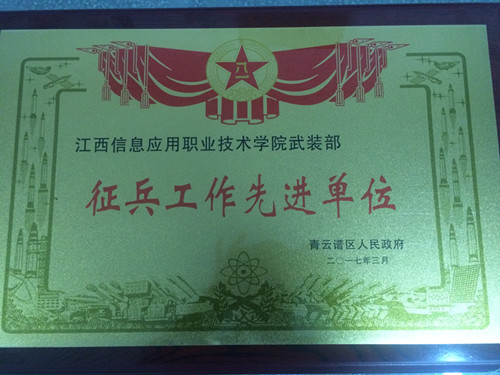 八一
江西信息应用职业技术学院武装部
征兵工作先进单位
青云谱区人民政府
二〇一七年三月